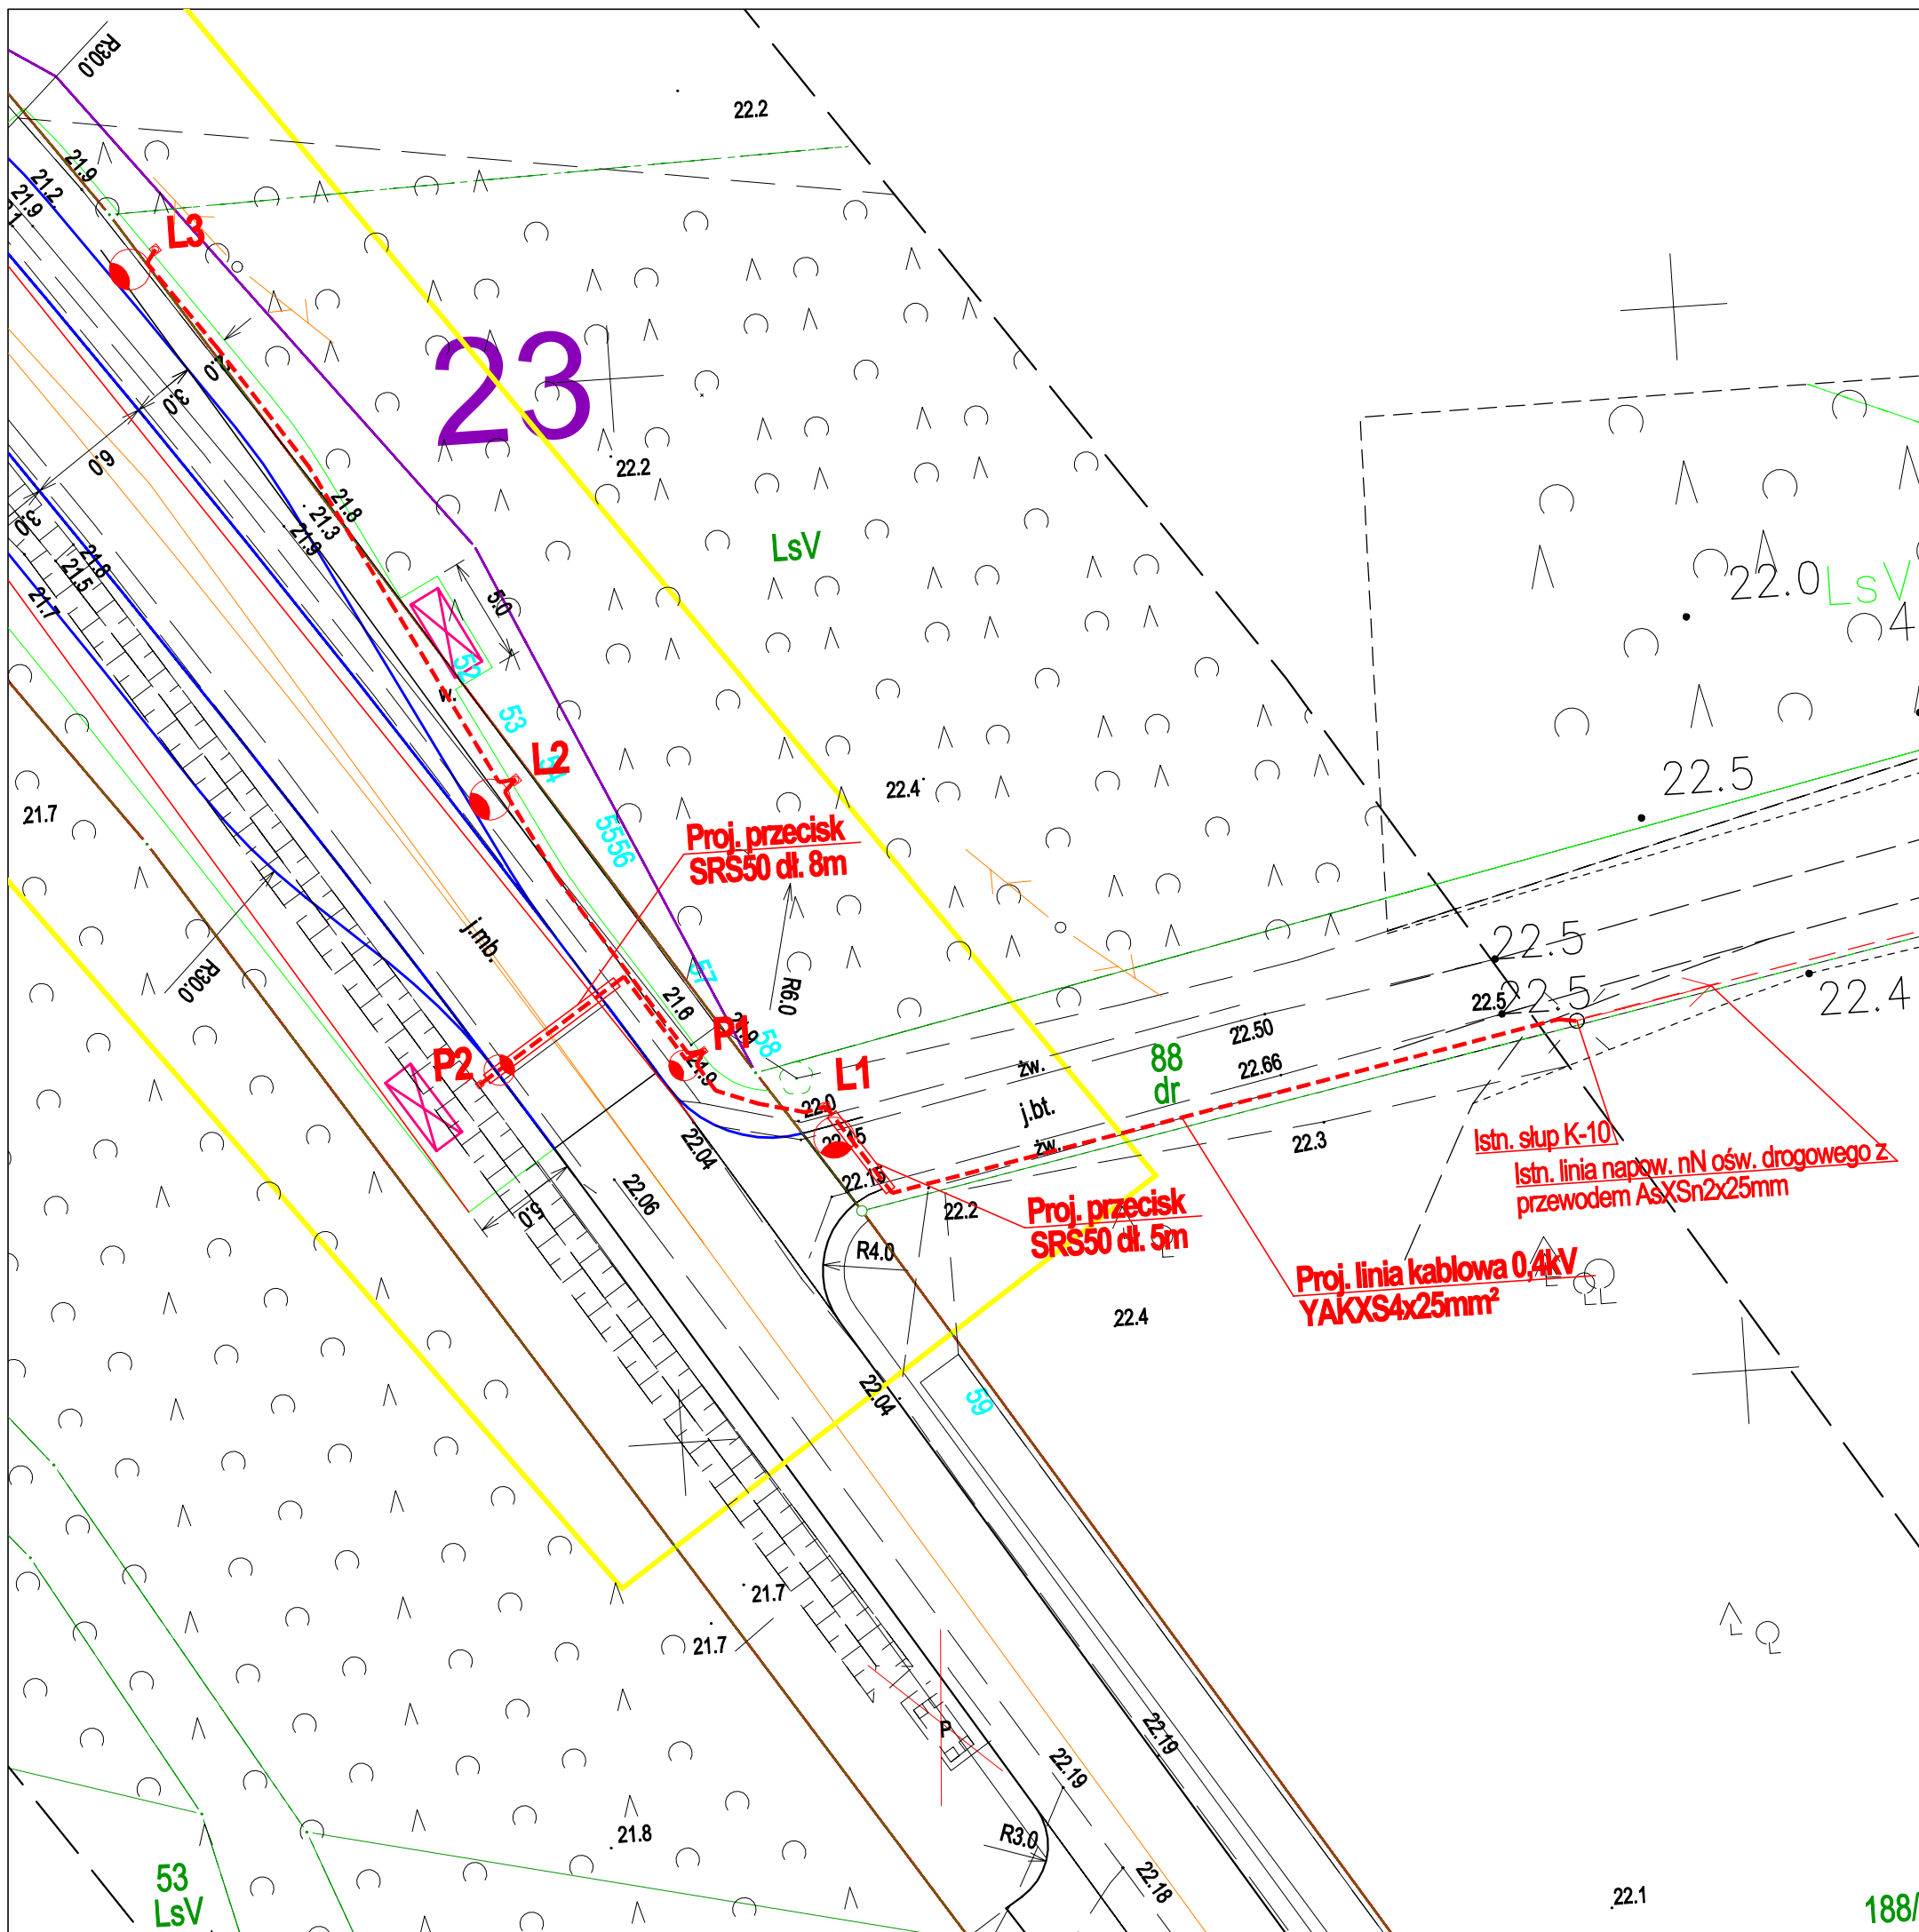 R30.0
22.2
21.9
21.2
21.9
L3
6.0
3.0
3.0
23
22.2
21.8
21.3
21.9
21.8
21.5
21.7
LsV
5.0
22.0
LsV
4
52
w.
53
54
L2
22.5
22.4
21.7
5556
Proj. przecisk
SRS50 dł. 8m
j.mb.
R30.0
57
R6.0
22.5
22.5
22.5
22.4
21.6
21.9
P1
58
P2
21.9
L1
22.50
żw.
88
dr
22.66
22.0
j.bt.
22.15
żw.
22.3
Istn. słup K-10
Istn. linia napow. nN ośw. drogowego z
przewodem AsXSn2x25mm
22.04
22.06
22.15
22.2
Proj. przecisk
SRS50 dł. 5m
5.0
R4.0
Proj. linia kablowa 0,4kV
YAKXS4x25mm²
22.4
22.04
59
21.7
21.7
P.
22.19
22.19
21.8
R3.0
22.18
53
LsV
22.1
188/